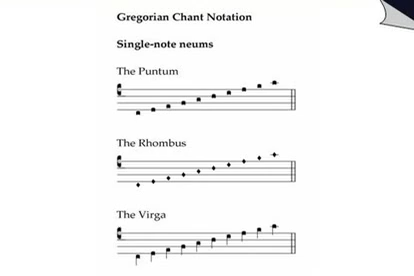 Gregorian Chant Notation
Single-note neums
The Puntum
The Rhombus
The Virga